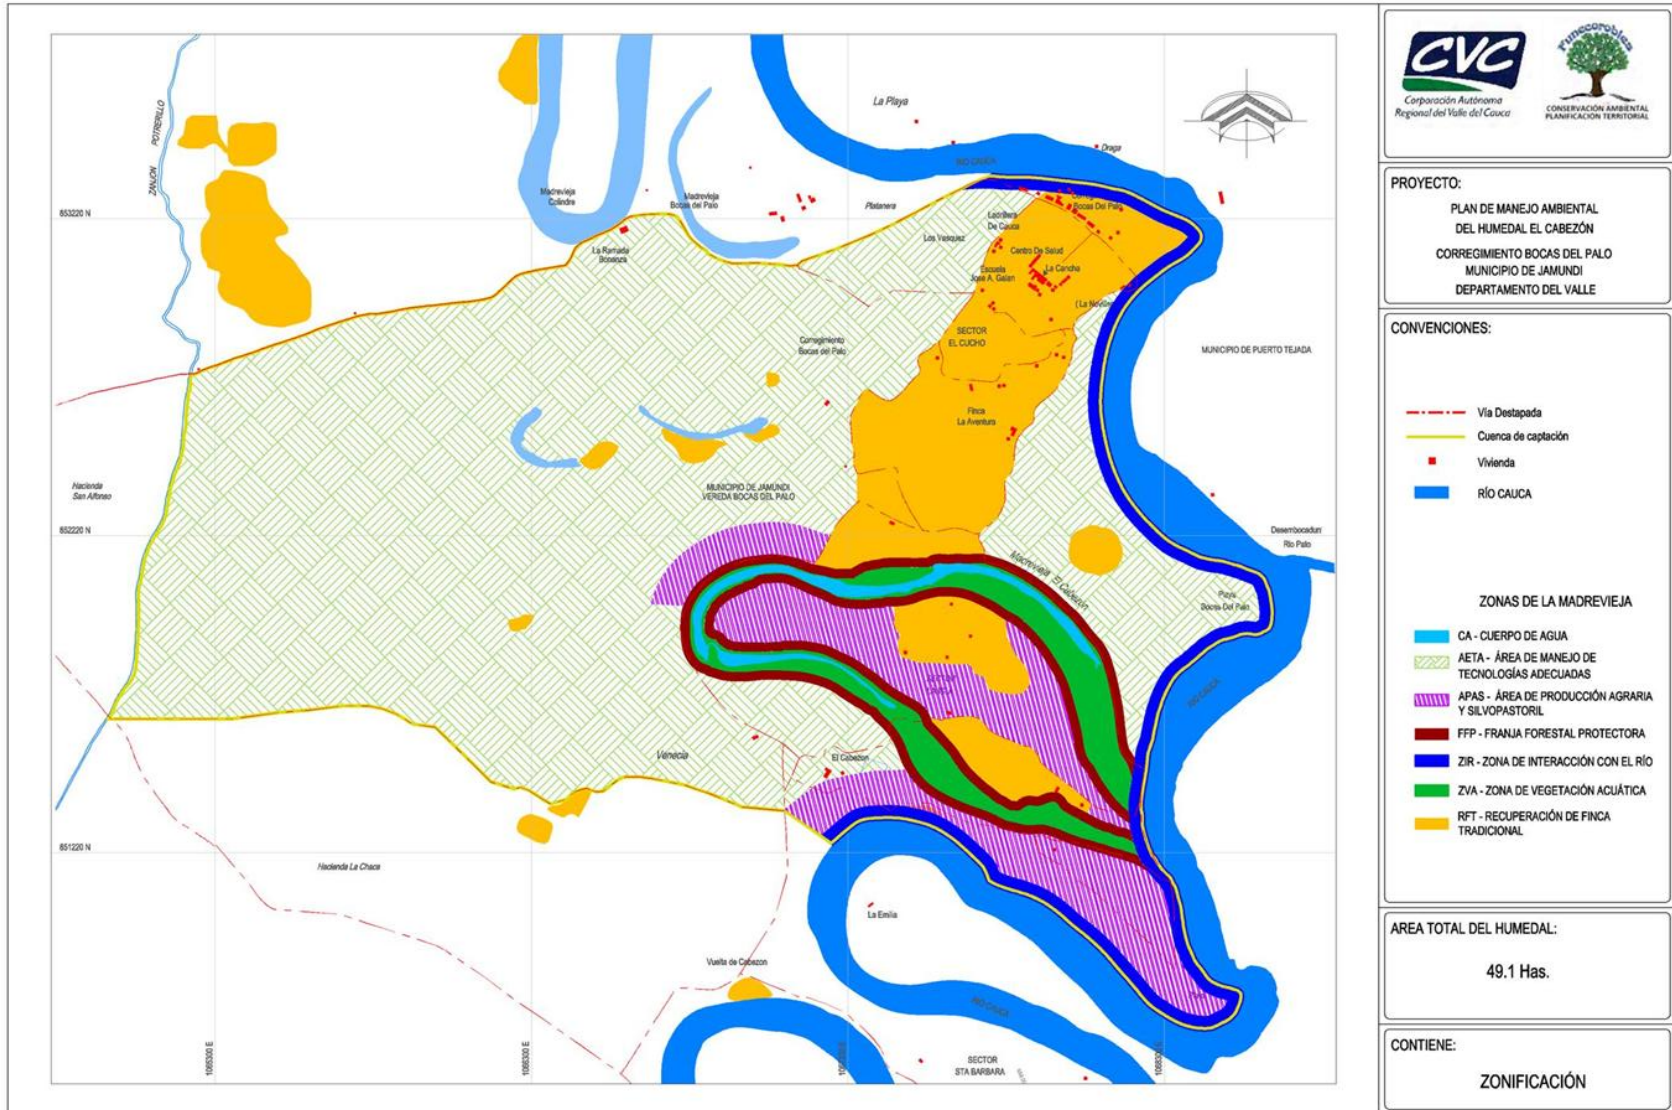 ZANJON POTRERILLO
La Playa
RIO CAUCA
Draga
Madrevieja
Colindre
Madrevieja
Bocas del Palo
Platanera
Bocas Del Palo
853220 N
Ladrillera
De Cauca
Los Vasquez
La Ramada
Bonanza
Centro De Salud
Escuela
Jose A. Galan
La Cancha
SECTOR
EL CUCHO
Corregimiento
Bocas del Palo
MUNICIPIO DE PUERTO TEJADA
Finca
La Aventura
Hacienda
San Alfonso
MUNICIPIO DE JAMUNDI
VEREDA BOCAS DEL PALO
852220 N
Rio Palo
Madrevieja El Cabezón
Playa
Bocas Del Palo
SECTOR
RIO CAUCA
Venecia
El Cabezon
851220 N
Hacienda La Chaca
La Emilia
Vuelta de Cabezon
RIO CAUCA
SECTOR
STA BARBARA
1065300 E
1066300 E
1068300 E
CVC
Corporación Autónoma
Regional del Valle del Cauca
Funecorobles
CONSERVACIÓN AMBIENTAL
PLANIFICACIÓN TERRITORIAL
PROYECTO:
PLAN DE MANEJO AMBIENTAL
DEL HUMEDAL EL CABEZÓN
CORREGIMIENTO BOCAS DEL PALO
MUNICIPIO DE JAMUNDI
DEPARTAMENTO DEL VALLE
CONVENCIONES:
Vía Destapada
Cuenca de captación
Vivienda
RÍO CAUCA
ZONAS DE LA MADREVIEJA
CA - CUERPO DE AGUA
AETA - ÁREA DE MANEJO DE
TECNOLOGÍAS ADECUADAS
APAS - ÁREA DE PRODUCCIÓN AGRARIA
Y SILVOPASTORIL
FFP - FRANJA FORESTAL PROTECTORA
ZIR - ZONA DE INTERACCIÓN CON EL RÍO
ZVA - ZONA DE VEGETACIÓN ACUÁTICA
RFT - RECUPERACIÓN DE FINCA
TRADICIONAL
AREA TOTAL DEL HUMEDAL:
49.1 Has.
CONTIENE:
ZONIFICACIÓN